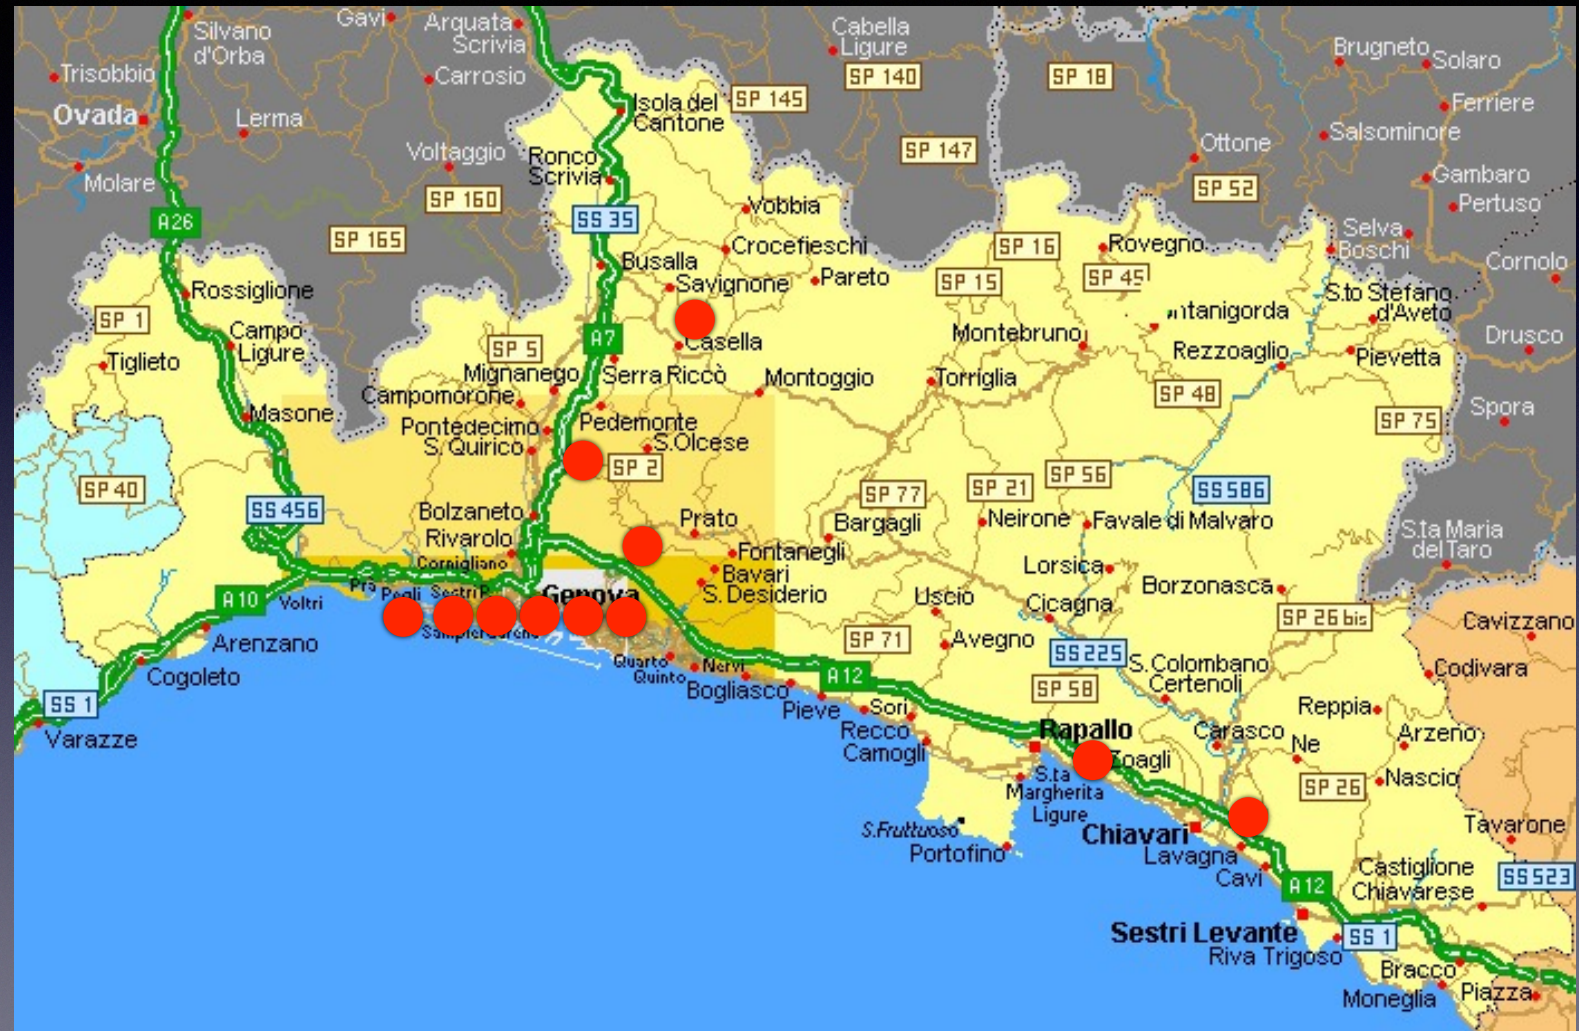 Silvano
d'Orba
Gavi
Arquata
Scrivia
Cabella
Ligure
Brugneto
Solaro
Trisobbio
Carrosio
SP 140
SP 18
SP 145
Isola del
Cantone
Ferriere
Ovada
Lerma
Salsominore
Voltaggio
Ronco
Scrivia
SP 147
Ottone
Molare
SP 160
SP 52
Gambaro
Pertuso
A26
SS 35
Vobbia
SP 165
Crocefieschi
SP 16
Rovegno
Selva
Boschi
Busalla
Savignone
Pareto
SP 15
SP 45
Cornolo
Rossiglione
S.to Stefano
d'Aveto
SP 1
Campo
Ligure
A7
Casella
Montebruno
ntanigorda
Drusco
Tiglieto
SP 5
Mignanego
Serra Riccò
Montoggio
Torriglia
Rezzoaglio
Pievetta
Campomorone
SP 48
Masone
Pontedecimo
S. Quirico
Pedemonte
S.Olcese
SP 75
Spora
SP 2
SP 40
SS 456
Bolzaneto
Rivarolo
Cornigliano
Prato
SP 77
SP 21
SP 56
SS 586
Bargagli
Neirone
Favale di Malvaro
S.ta Maria
del Taro
Fontanegli
Bavari
S. Desiderio
Lorsica
Borzonasca
A10
Voltri
Prà
Pegli
Sestri P.
Genova
Uscio
Cicagna
SP 26 bis
Cavizzano
Arenzano
SP 71
Avegno
SS 225
S. Colombano
Certenoli
Codivara
Cogoleto
Quarto
Quinto
Nervi
Bogliasco
A12
SP 58
SS 1
Pieve
Sori
Reppia
Varazze
Recco
Camogli
Rapallo
Zoagli
Carasco
Ne
Arzeno
S.ta
Margherita
Ligure
SP 26
Nascio
S.Fruttuoso
Portofino
Chiavari
Lavagna
Cavi
Tavarone
A12
Castiglione
Chiavarese
SS 523
Sestri Levante
Riva Trigoso
SS 1
Bracco
Moneglia
Piazza